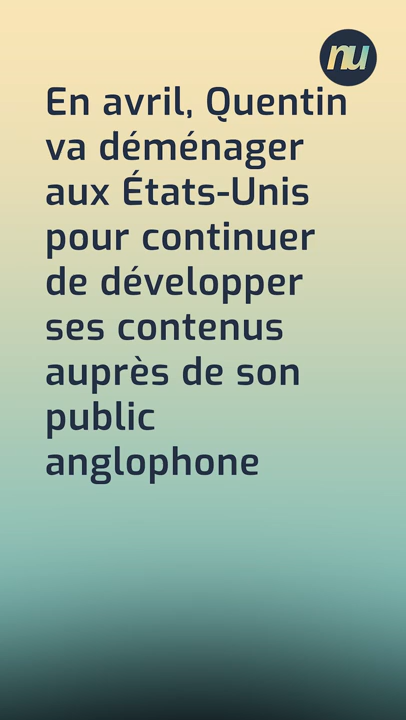 nu
En avril, Quentin
va déménager
aux États-Unis
pour continuer
de développer
ses contenus
auprès de son
public
anglophone